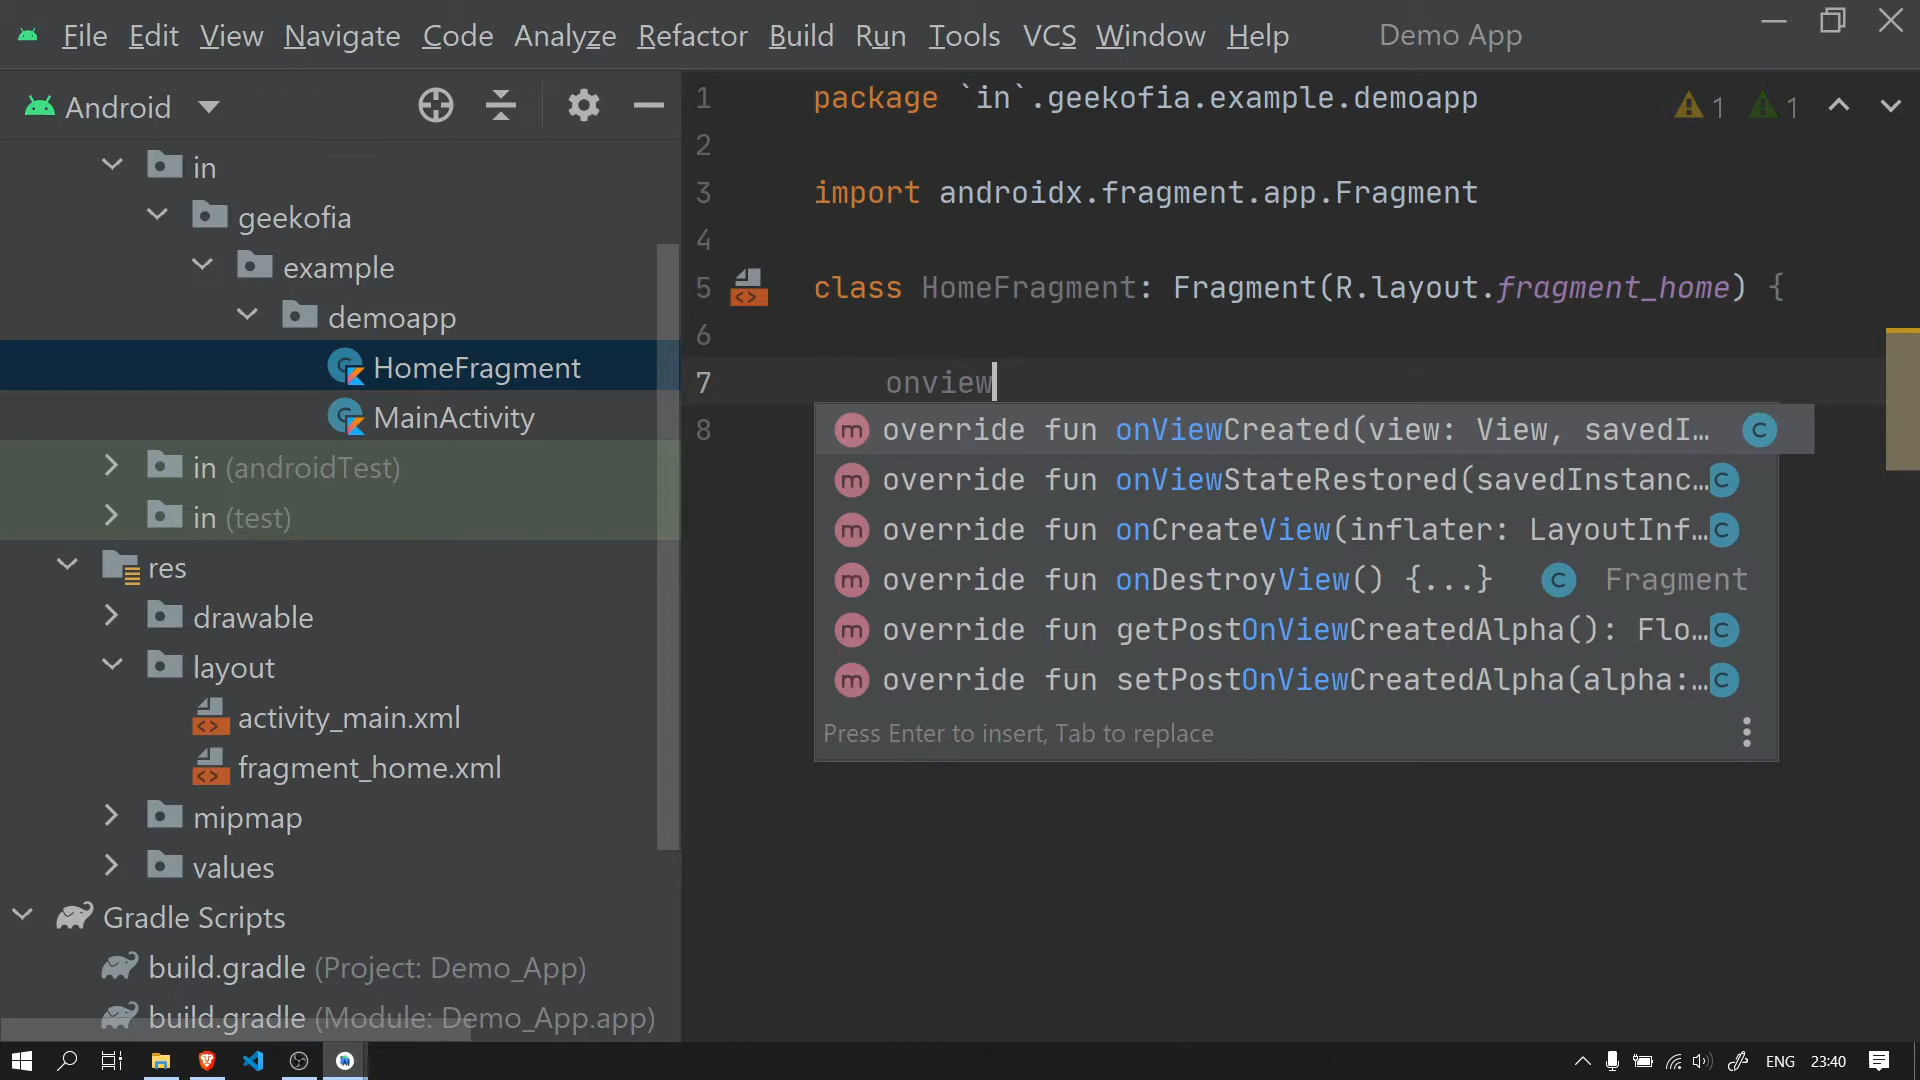 File Edit View Navigate Code Analyze Refactor Build Run Tools VCS Window Help Demo App
Android
in
geekofia
example
demoapp
HomeFragment
MainActivity
in (androidTest)
in (test)
res
drawable
layout
activity_main.xml
fragment_home.xml
mipmap
values
Gradle Scripts
build.gradle (Project: Demo_App)
build.gradle (Module: Demo_App.app)
1 package `in`.geekofia.example.demoapp
1 1
2
3 import androidx.fragment.app.Fragment
4
5 class HomeFragment: Fragment(R.layout.fragment_home) {
6
7 onview
8
m override fun onViewCreated(view: View, savedI… C
m override fun onViewStateRestored(savedInstanc… C
m override fun onCreateView(inflater: LayoutInf… C
m override fun onDestroyView() {...} C Fragment
m override fun getPostOnViewCreatedAlpha(): Flo… C
m override fun setPostOnViewCreatedAlpha(alpha:… C
Press Enter to insert, Tab to replace
ENG 23:40